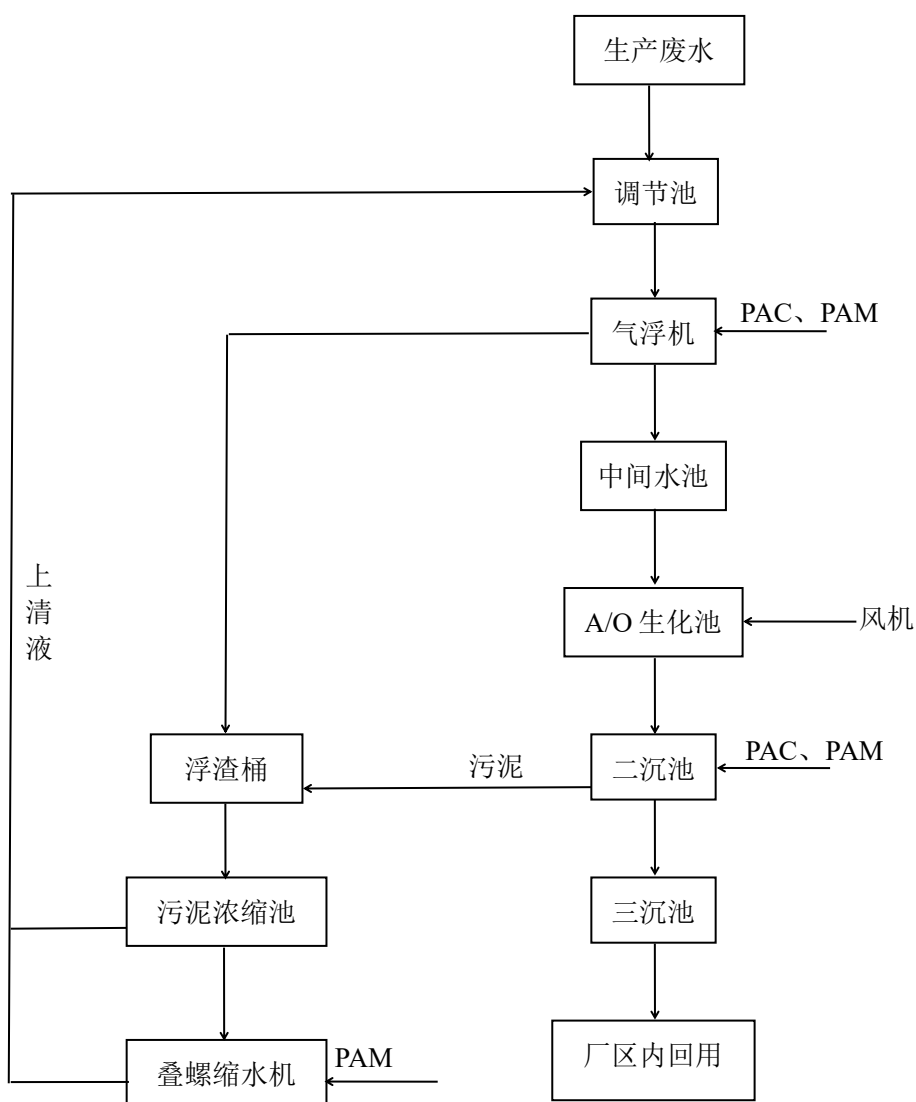 生产废水
调节池
气浮机
PAC、PAM
中间水池
上清液
A/O 生化池
风机
浮渣桶
污泥
二沉池
PAC、PAM
污泥浓缩池
三沉池
叠螺缩水机
PAM
厂区内回用